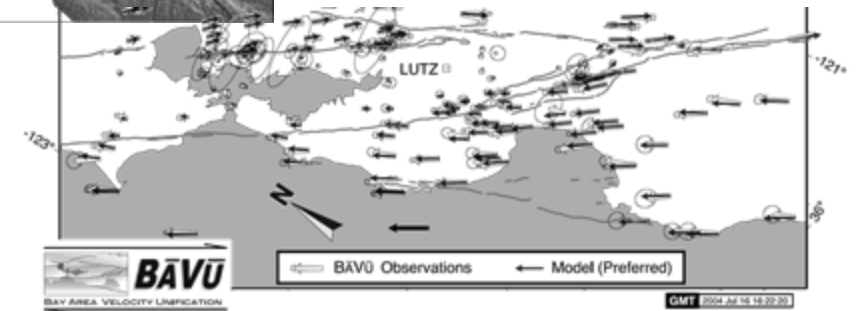 LUTZ
-121°
-123°
N
36°
BĀVŪ
BAY AREA VELOCITY UNIFICATION
BĀVŪ Observations
Model (Preferred)
GMT 2004 Jul 16 16:22:20